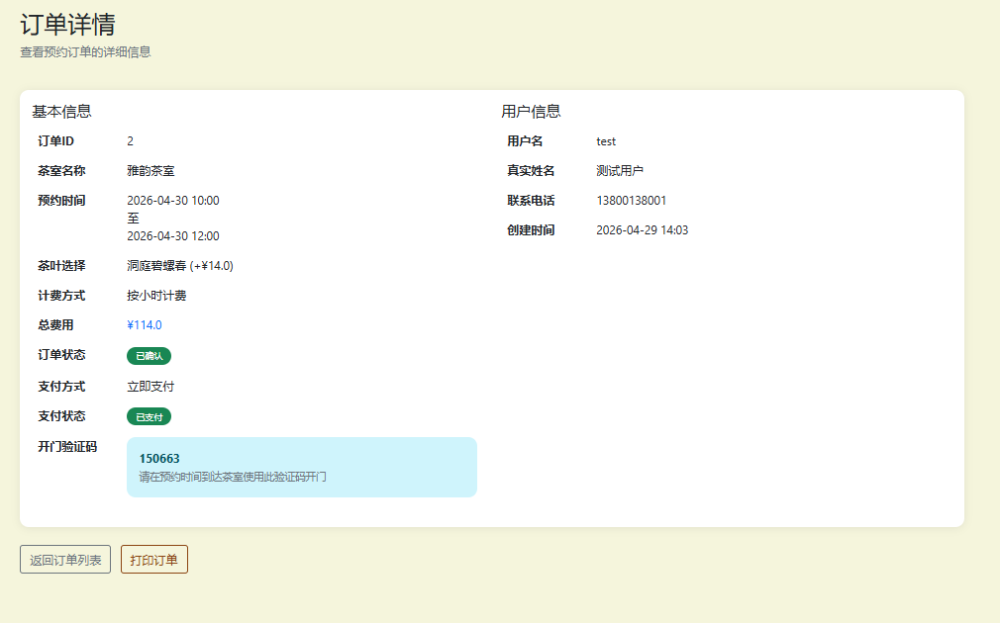 订单详情
查看预约订单的详细信息
基本信息
订单ID 2
茶室名称 雅韵茶室
预约时间 2026-04-30 10:00
至
2026-04-30 12:00
茶叶选择 洞庭碧螺春 (+¥14.0)
计费方式 按小时计费
总费用 ¥114.0
订单状态 已确认
支付方式 立即支付
支付状态 已支付
开门验证码 150663
请在预约时间到达茶室使用此验证码开门
用户信息
用户名 test
真实姓名 测试用户
联系电话 13800138001
创建时间 2026-04-29 14:03
返回订单列表 打印订单